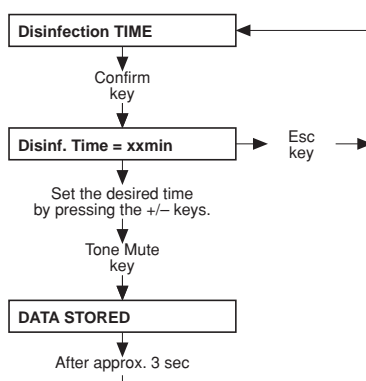 Disinfection TIME
Confirm
key
Disinf. Time = xxmin
Esc
key
Set the desired time
by pressing the +/– keys.
Tone Mute
key
DATA STORED
After approx. 3 sec